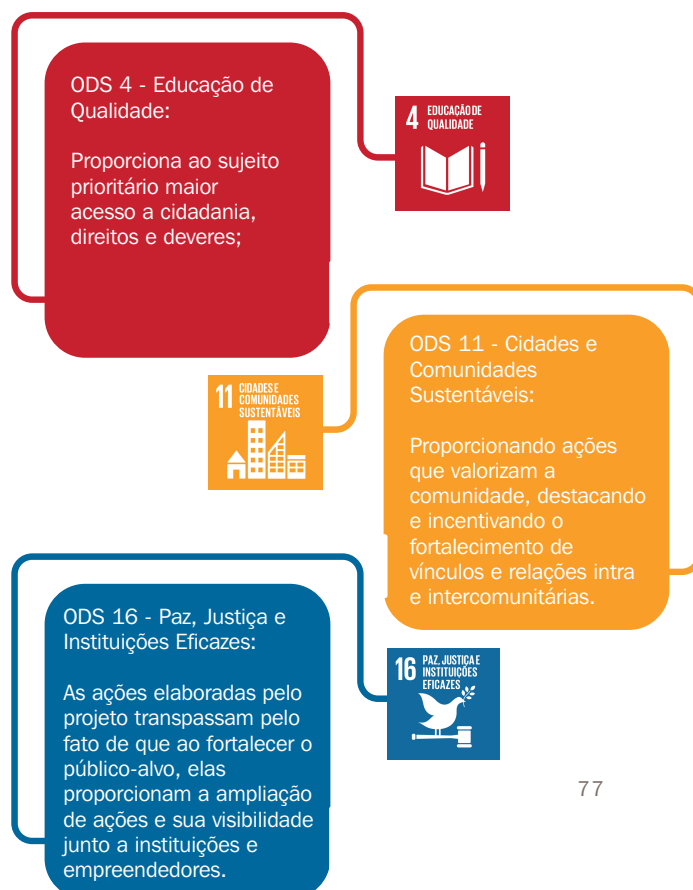 ODS 4 - Educação de
Qualidade:
Proporciona ao sujeito
prioritário maior
acesso a cidadania,
direitos e deveres;
4 EDUCAÇÃO DE
QUALIDADE
ODS 11 - Cidades e
Comunidades
Sustentáveis:
Proporcionando ações
que valorizam a
comunidade, destacando
e incentivando o
fortalecimento de
vínculos e relações intra
e intercomunitárias.
11 CIDADES E
COMUNIDADES
SUSTENTÁVEIS
ODS 16 - Paz, Justiça e
Instituições Eficazes:
As ações elaboradas pelo
projeto transpassam pelo
fato de que ao fortalecer o
público-alvo, elas
proporcionam a ampliação
de ações e sua visibilidade
junto a instituições e
empreendedores.
16 PAZ, JUSTIÇA E
INSTITUIÇÕES
EFICAZES
77